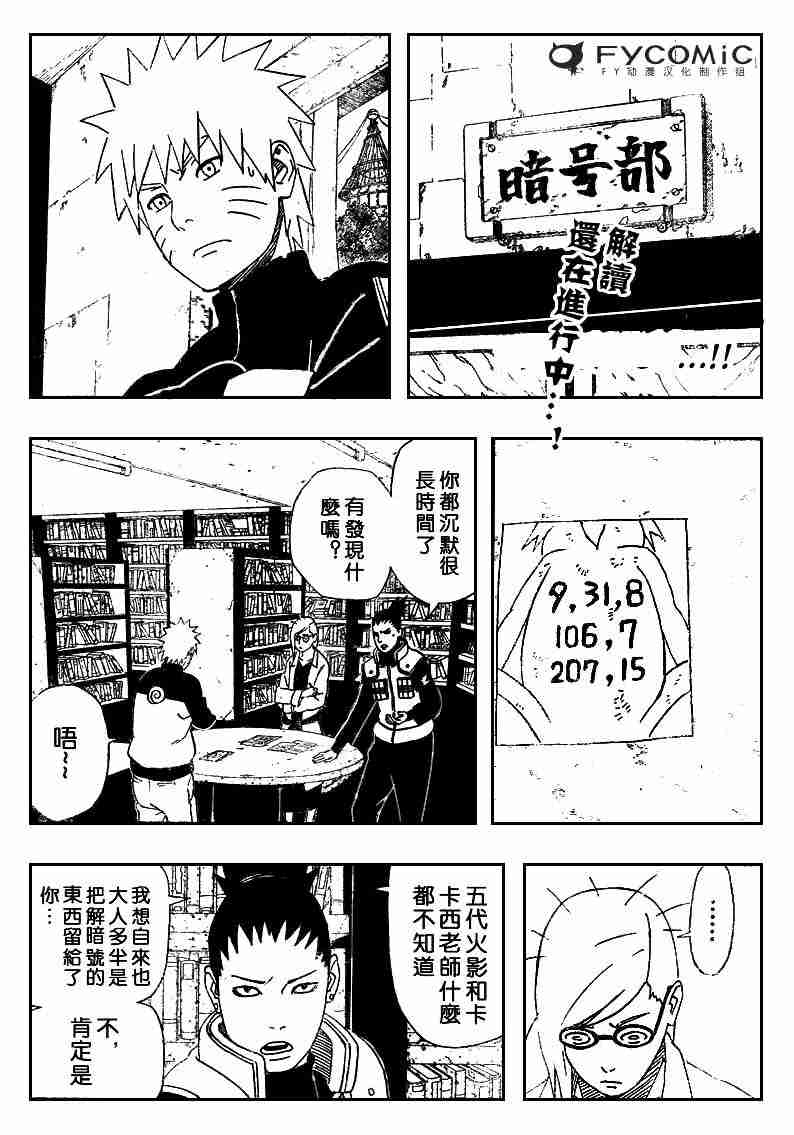 FYCOMiC
FY动漫汉化制作组
暗号部
解讀
還在進行中…！
…!!
9,31,8
106,7
207,15
你都沉默很
長時間了
有發現什
麼嗎？
唔~~
……
五代火影和卡
卡西老師什麼
都不知道
我想自來也
大人多半是
把解暗號的
東西留給了
你…
不，
肯定是